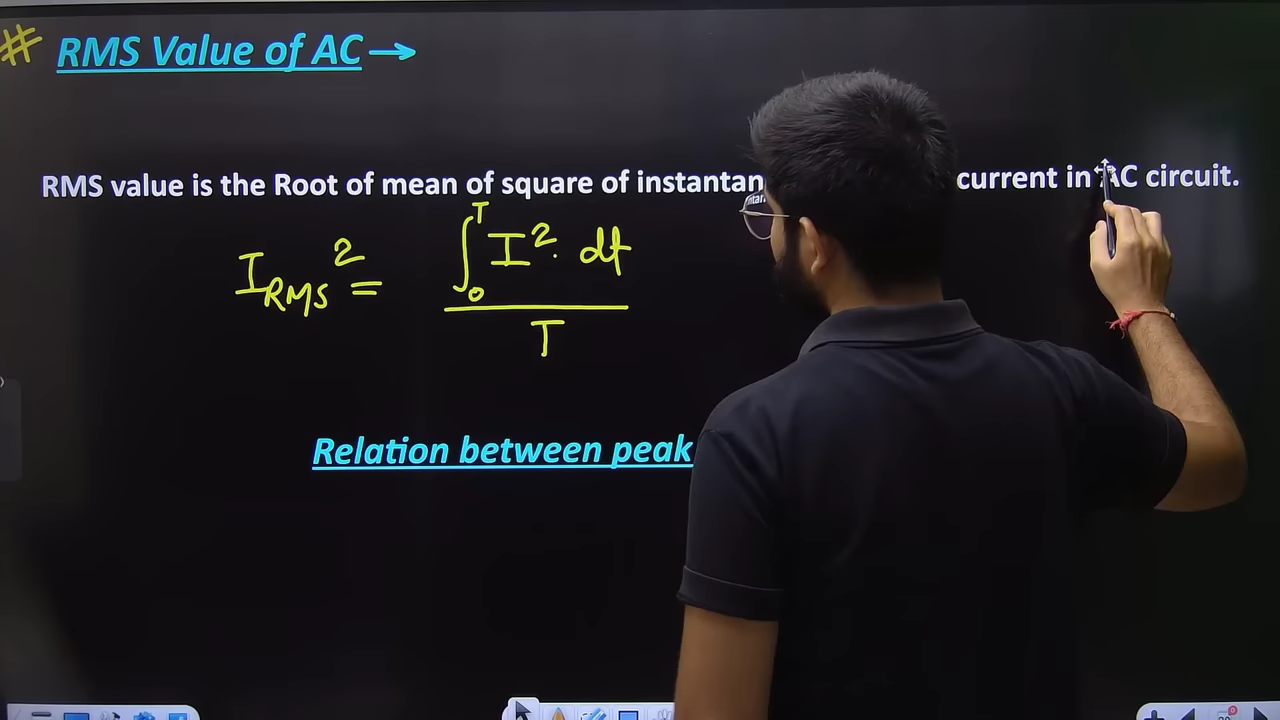 # RMS Value of AC →
RMS value is the Root of mean of square of instantan current in AC circuit.
I_RMS² = ∫₀ᵀ I². dt / T
Relation between peak